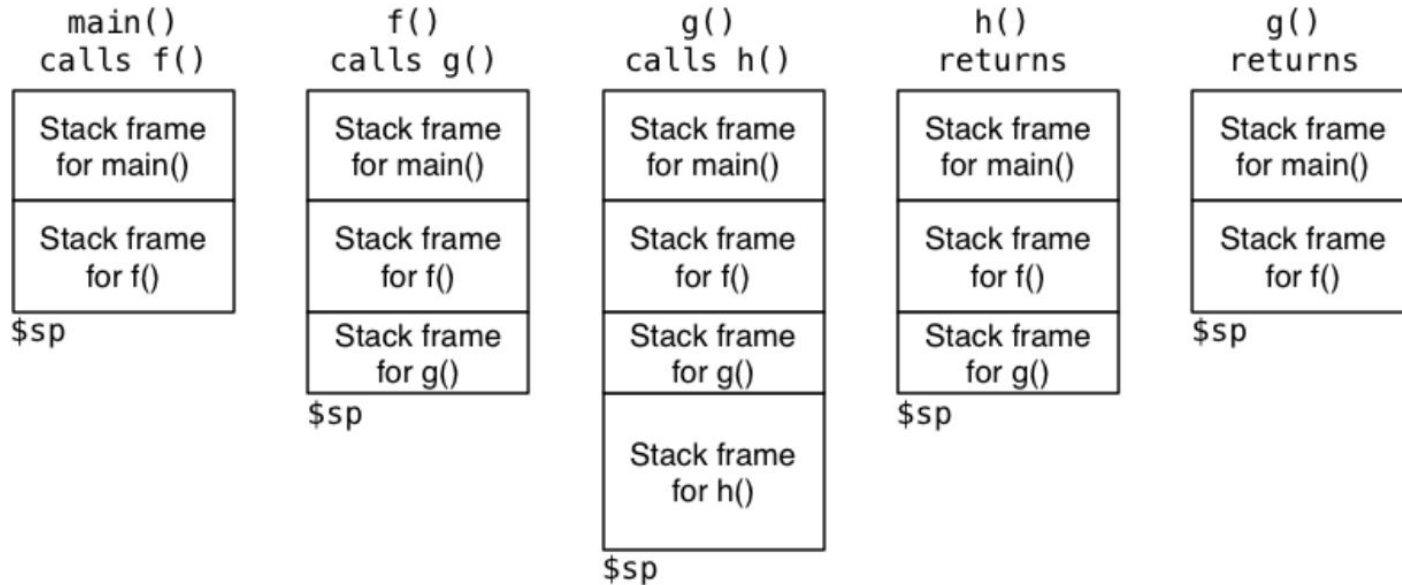 main()
calls f()
Stack frame
for main()
Stack frame
for f()
$sp
f()
calls g()
Stack frame
for main()
Stack frame
for f()
Stack frame
for g()
$sp
g()
calls h()
Stack frame
for main()
Stack frame
for f()
Stack frame
for g()
Stack frame
for h()
$sp
h()
returns
Stack frame
for main()
Stack frame
for f()
Stack frame
for g()
$sp
g()
returns
Stack frame
for main()
Stack frame
for f()
$sp